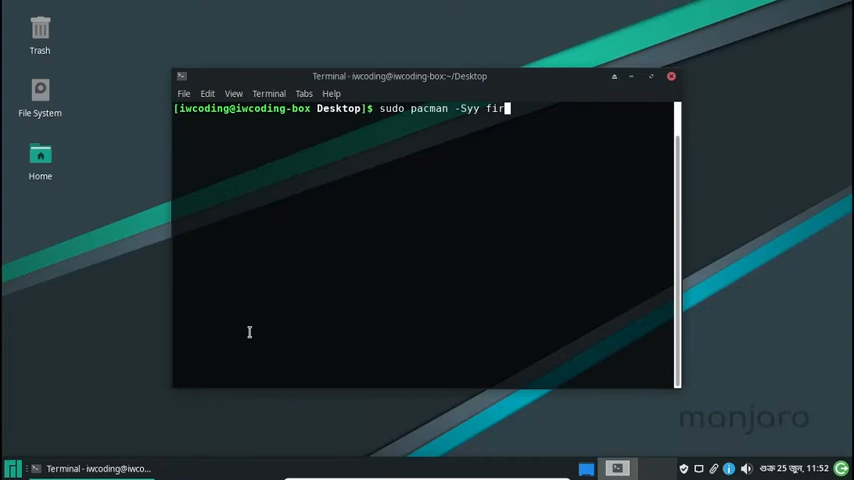 Trash
File System
Home
Terminal - iwcoding@iwcoding-box:~/Desktop
File Edit View Terminal Tabs Help
[iwcoding@iwcoding-box Desktop]$ sudo pacman -Syy fir
manjaro
Terminal - iwcoding@iwco...
শুক্র 25 জুন, 11:52